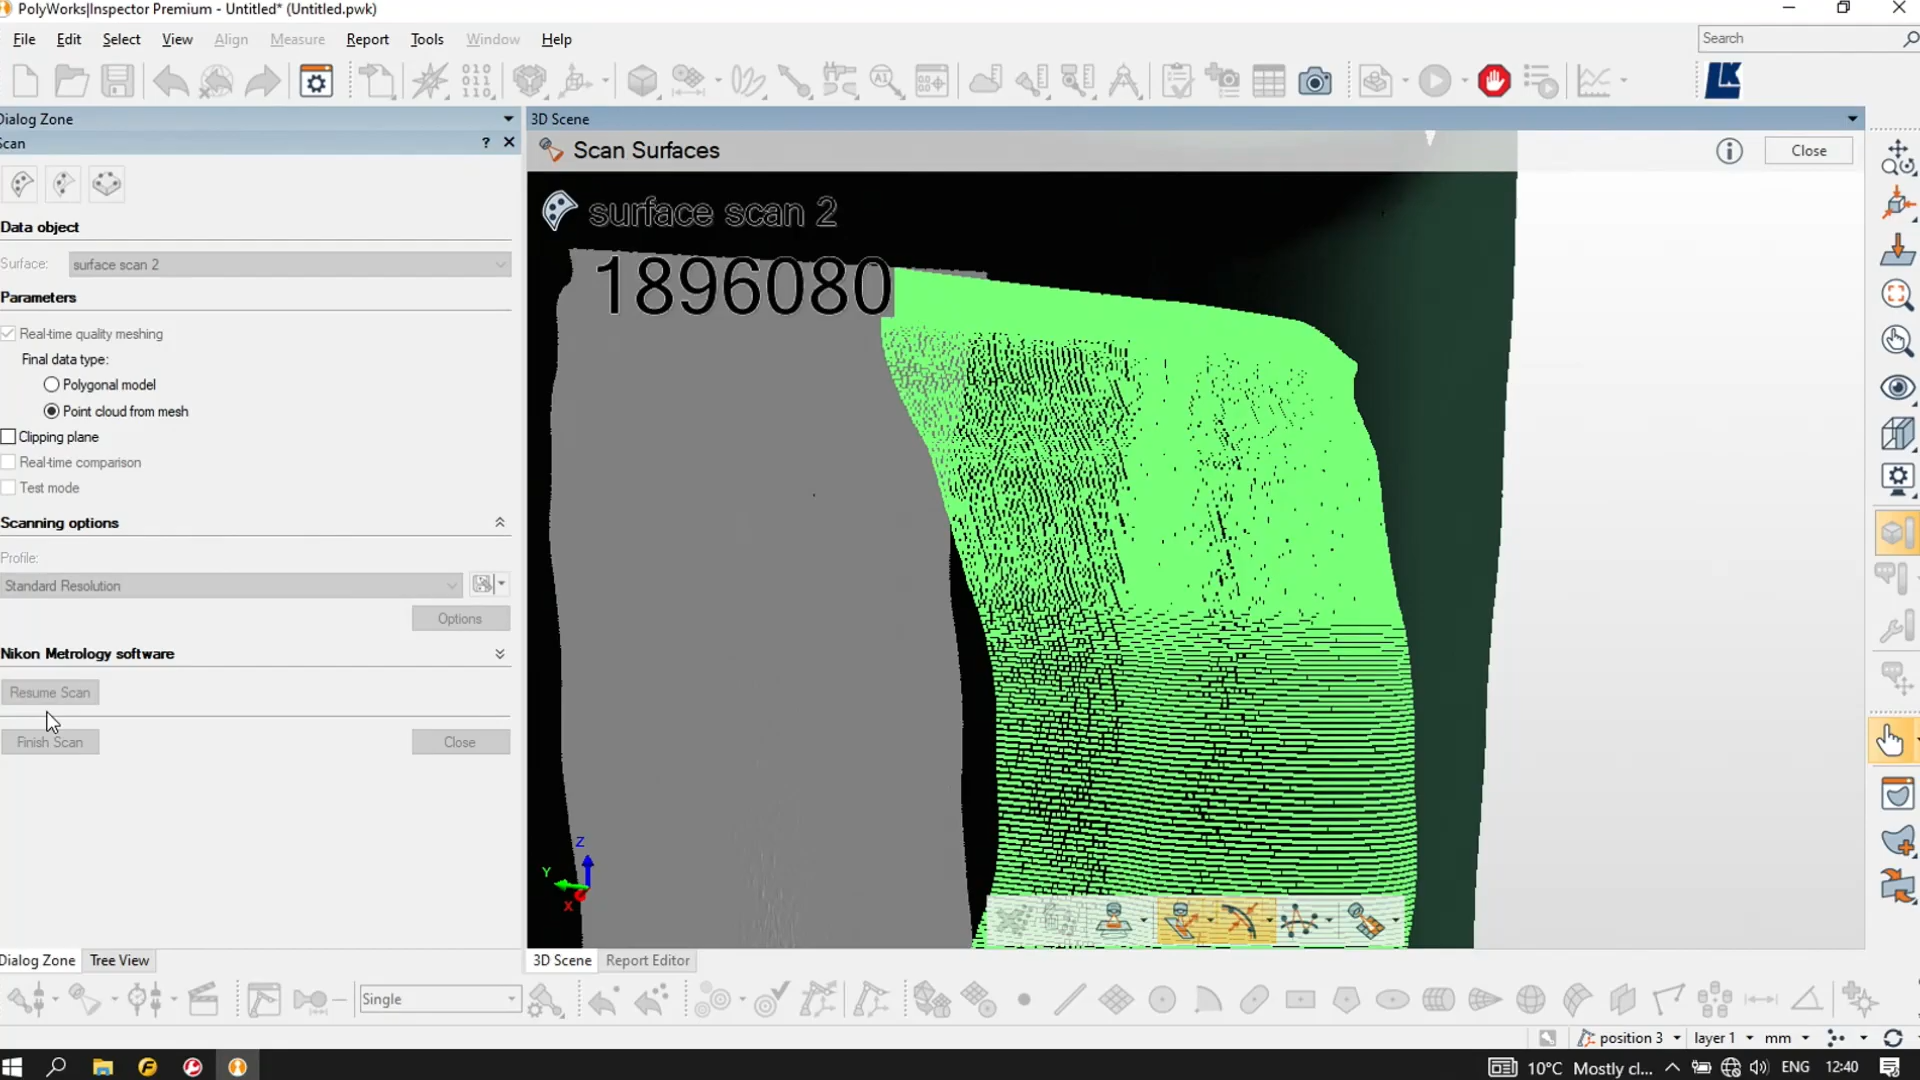 PolyWorks|Inspector Premium - Untitled* (Untitled.pwk)
File Edit Select View Align Measure Report Tools Window Help
Search
LK
Dialog Zone
3D Scene
Scan
? 
Scan Surfaces
Close
surface scan 2
1896080
Data object
Surface:
surface scan 2
Parameters
Real-time quality meshing
Final data type:
Polygonal model
Point cloud from mesh
Clipping plane
Real-time comparison
Test mode
Scanning options
Profile:
Standard Resolution
Options
Nikon Metrology software
Resume Scan
Finish Scan
Close
Z
Y
X
Dialog Zone
Tree View
3D Scene
Report Editor
Single
position 3
layer 1
mm
10°C Mostly cl...
ENG
12:40